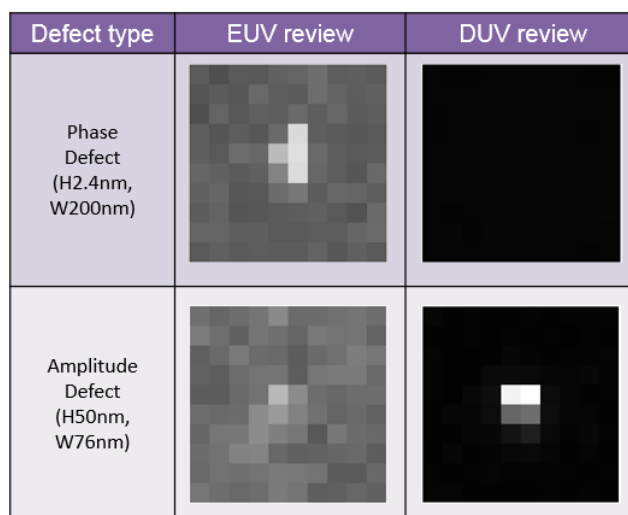 Defect type
EUV review
DUV review
Phase
Defect
(H2.4nm,
W200nm)
Amplitude
Defect
(H50nm,
W76nm)